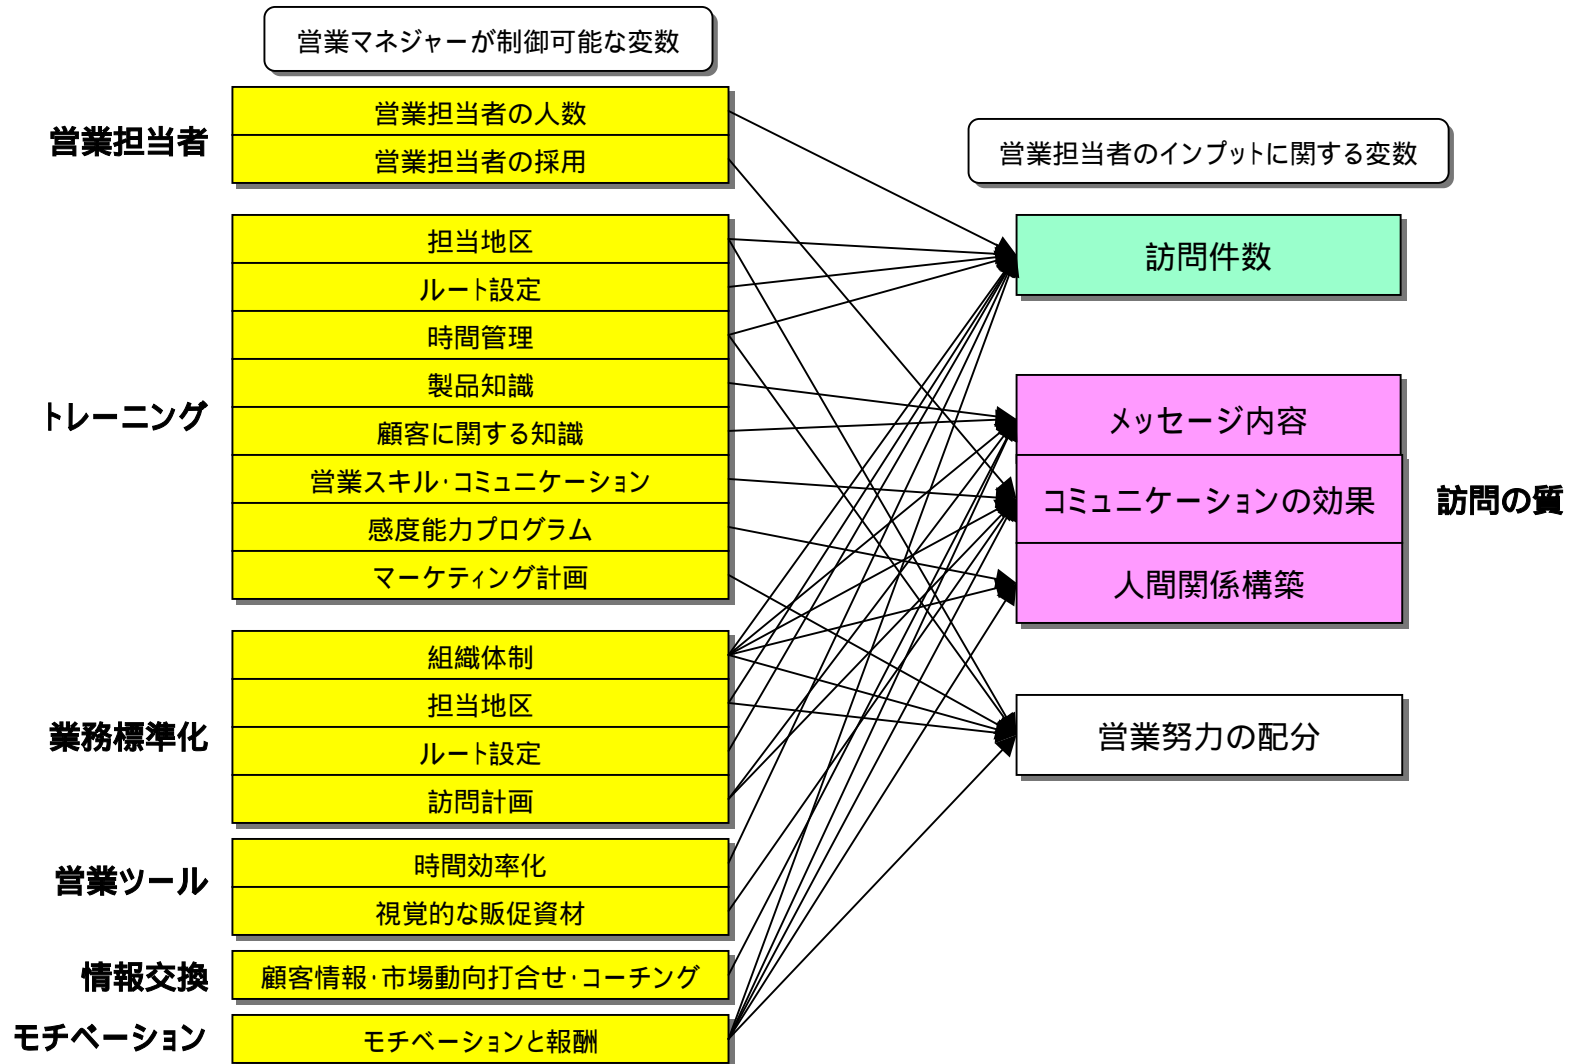 営業マネジャーが制御可能な変数
営業担当者
営業担当者の人数
営業担当者の採用
トレーニング
担当地区
ルート設定
時間管理
製品知識
顧客に関する知識
営業スキル・コミュニケーション
感度能力プログラム
マーケティング計画
業務標準化
組織体制
担当地区
ルート設定
訪問計画
営業ツール
時間効率化
視覚的な販促資材
情報交換
顧客情報・市場動向打合せ・コーチング
モチベーション
モチベーションと報酬
営業担当者のインプットに関する変数
訪問件数
メッセージ内容
コミュニケーションの効果
人間関係構築
訪問の質
営業努力の配分